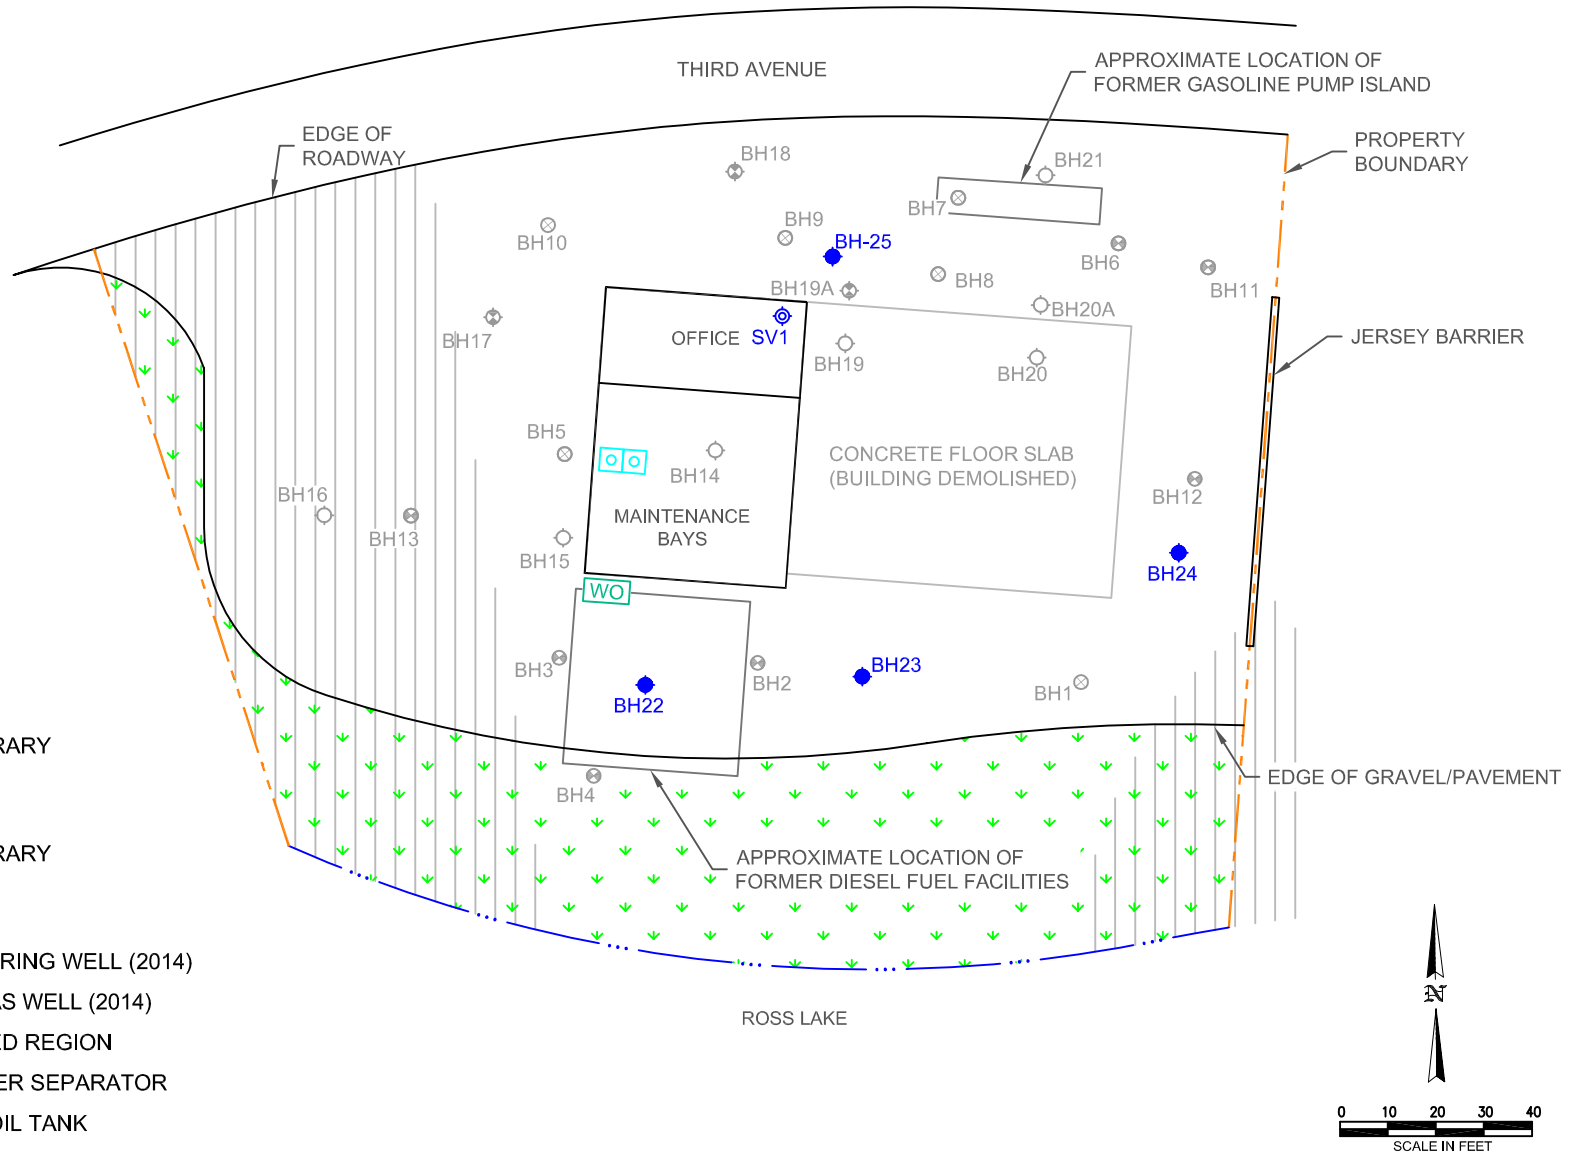 THIRD AVENUE
APPROXIMATE LOCATION OF
FORMER GASOLINE PUMP ISLAND
EDGE OF
ROADWAY
PROPERTY
BOUNDARY
BH18
BH21
BH7
BH10
BH9
BH-25
BH6
BH11
BH8
BH19A
BH20A
BH17
OFFICE
SV1
BH19
BH20
JERSEY BARRIER
BH5
BH14
CONCRETE FLOOR SLAB
(BUILDING DEMOLISHED)
BH16
BH13
MAINTENANCE
BAYS
BH12
BH15
BH24
WO
BH3
BH2
BH23
BH22
BH1
RARY
EDGE OF GRAVEL/PAVEMENT
BH4
RARY
APPROXIMATE LOCATION OF
FORMER DIESEL FUEL FACILITIES
RING WELL (2014)
AS WELL (2014)
N
ROSS LAKE
ED REGION
ER SEPARATOR
OIL TANK
0 10 20 30 40
SCALE IN FEET